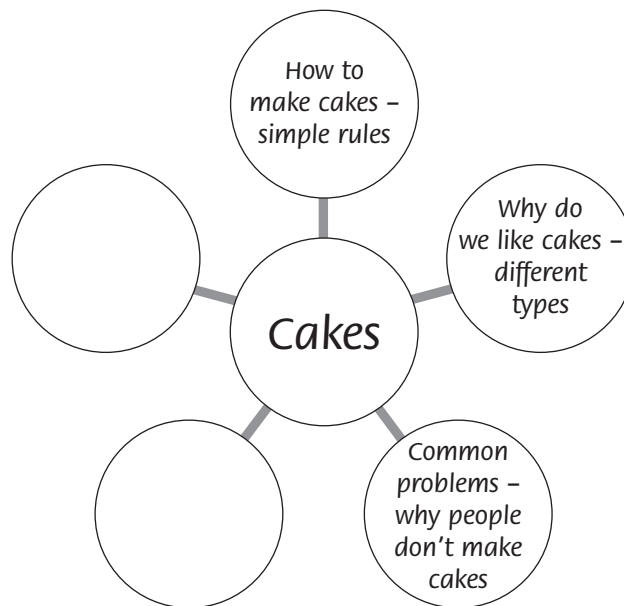 How to
make cakes –
simple rules
Why do
we like cakes –
different
types
Cakes
Common
problems –
why people
don't make
cakes